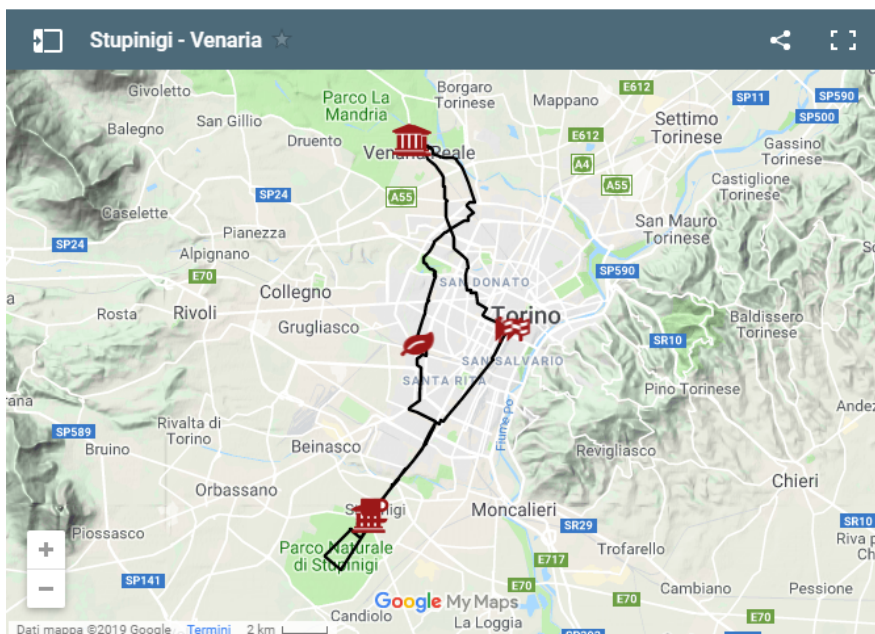 Stupinigi - Venaria
Givoletto
Borgaro
Torinese
E612
SP11
SP590
Parco La
Mandria
Mappano
SP500
Balegno
San Gillio
Settimo
Torinese
Druento
E612
Gassino
Torinese
Venaria Reale
A4
A55
Castiglione
Torinese
SP24
A55
Caselette
San Mauro
Torinese
Pianezza
SP24
Alpignano
E70
SP590
SAN DONATO
Collegno
Torino
Baldissero
Torinese
Rosta
Rivoli
Grugliasco
SR10
SAN SALVARIO
SANTA RITA
Pino Torinese
Fiume Po
Rivalta di
Torino
SP589
Beinasco
Bruino
Revigliasco
Chieri
Orbassano
Moncalieri
SR29
SR10
Piossasco
Parco Naturale
di Stupinigi
Trofarello
E717
SP141
E70
E70
Cambiano
Pessione
Google My Maps
Candiolo
La Loggia
E70
Dati mappa ©2019 Google
Termini
2 km